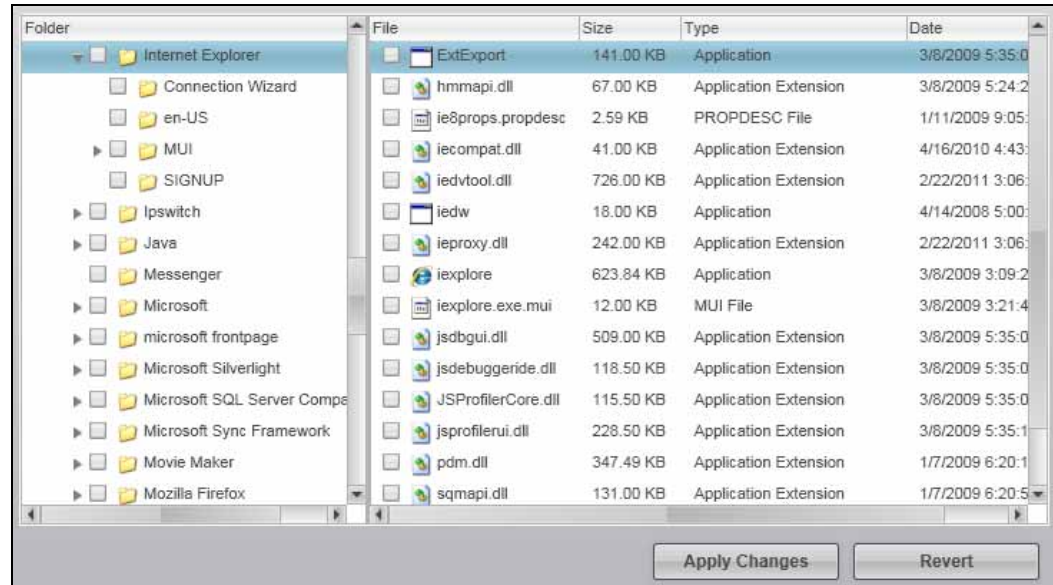 Folder
Internet Explorer
Connection Wizard
en-US
MUI
SIGNUP
Ipswitch
Java
Messenger
Microsoft
microsoft frontpage
Microsoft Silverlight
Microsoft SQL Server Compa
Microsoft Sync Framework
Movie Maker
Mozilla Firefox
File Size Type Date
ExtExport 141.00 KB Application 3/8/2009 5:35:0
hmmapi.dll 67.00 KB Application Extension 3/8/2009 5:24:2
ie8props.propdesc 2.59 KB PROPDESC File 1/11/2009 9:05:
iecompat.dll 41.00 KB Application Extension 4/16/2010 4:43:
iedvtool.dll 726.00 KB Application Extension 2/22/2011 3:06:
iedw 18.00 KB Application 4/14/2008 5:00:
ieproxy.dll 242.00 KB Application Extension 2/22/2011 3:06:
iexplore 623.84 KB Application 3/8/2009 3:09:2
iexplore.exe.mui 12.00 KB MUI File 3/8/2009 3:21:4
jsdbgui.dll 509.00 KB Application Extension 3/8/2009 5:35:0
jsdebuggeride.dll 118.50 KB Application Extension 3/8/2009 5:35:0
JSProfilerCore.dll 115.50 KB Application Extension 3/8/2009 5:35:0
jsprofilerui.dll 228.50 KB Application Extension 3/8/2009 5:35:1
pdm.dll 347.49 KB Application Extension 1/7/2009 6:20:1
sqmapi.dll 131.00 KB Application Extension 1/7/2009 6:20:5
Apply Changes Revert